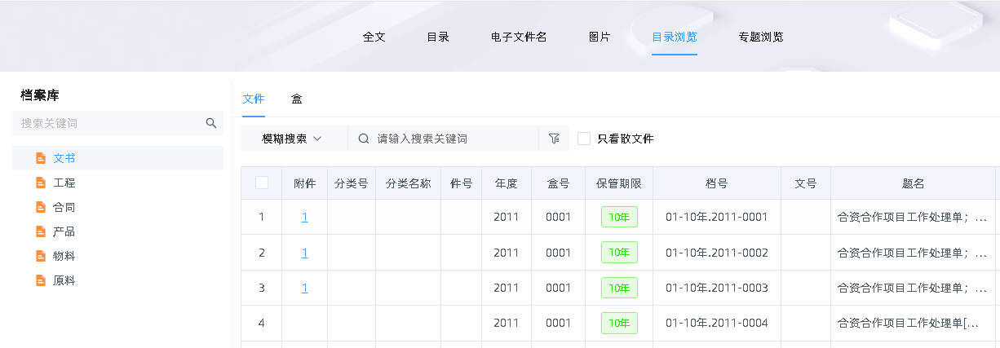 全文 目录 电子文件名 图片 目录浏览 专题浏览
档案库
搜索关键词
文书
工程
合同
产品
物料
原料
文件 盒
模糊搜索 请输入搜索关键词 只看散文件
附件 分类号 分类名称 件号 年度 盒号 保管期限 档号 文号 题名
1 1 2011 0001 10年 01-10年.2011-0001 合资合作项目工作处理单；...
2 1 2011 0001 10年 01-10年.2011-0002 合资合作项目工作处理单；...
3 1 2011 0001 10年 01-10年.2011-0003 合资合作项目工作处理单；...
4 2011 0001 10年 01-10年.2011-0004 合资合作项目工作处理单[...